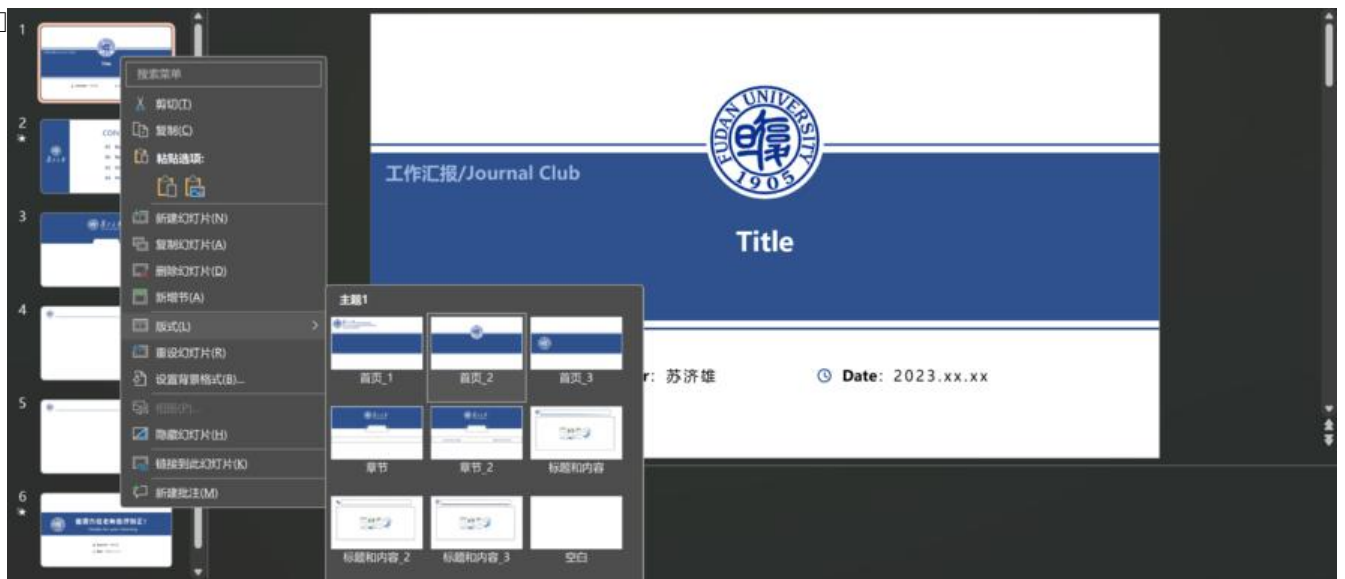 1
2
3
4
5
6
CON
搜索菜单
剪切(T)
复制(C)
粘贴选项:
新建幻灯片(N)
复制幻灯片(A)
删除幻灯片(D)
新增节(A)
版式(L)
重设幻灯片(R)
设置背景格式(B)...
相册(P)...
隐藏幻灯片(H)
链接到此幻灯片(K)
新建批注(M)
主题1
首页_1
首页_2
首页_3
章节
章节_2
标题和内容
标题和内容_2
标题和内容_3
空白
FUDAN UNIVERSITY
1905
工作汇报/Journal Club
Title
r: 苏济雄
Date: 2023.xx.xx